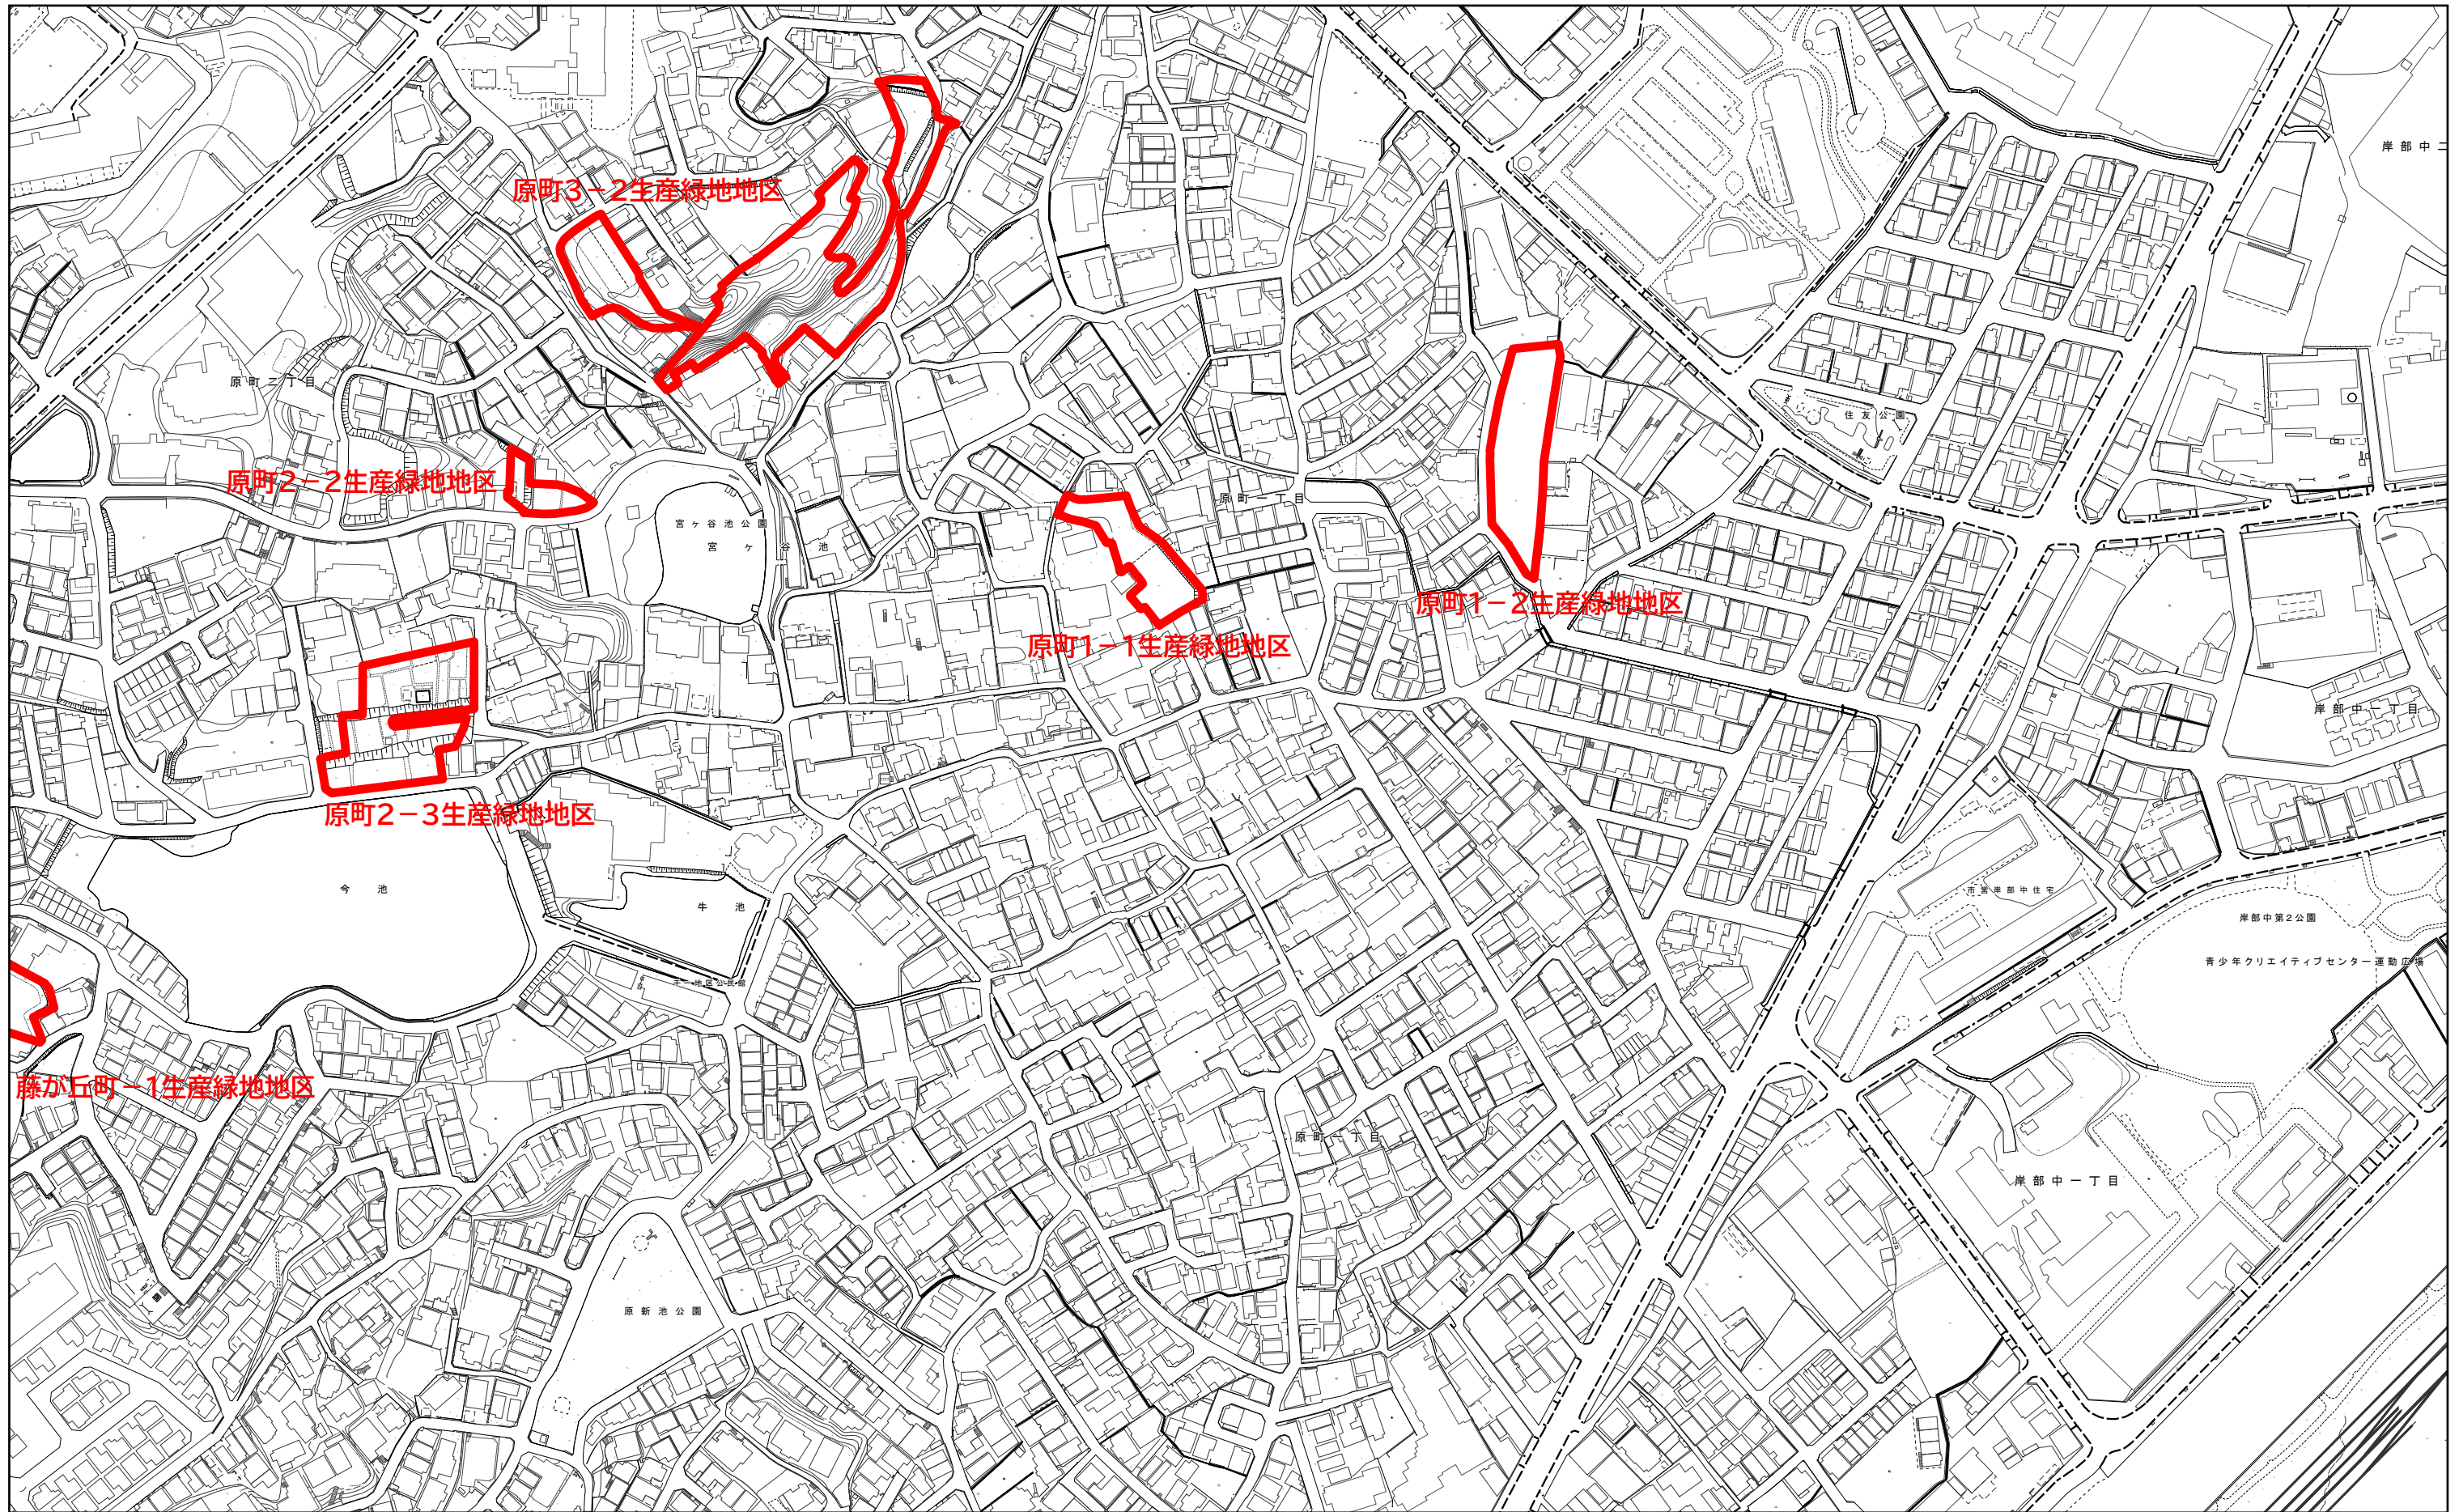 岸部中二
原町3－2生産緑地地区
原町二丁目
住友公園
原町2－2生産緑地地区
原町一丁目
宮ヶ谷池公園
宮ヶ谷池
原町1－2生産緑地地区
原町1－1生産緑地地区
岸部中一丁目
原町2－3生産緑地地区
今池
市営岸部中住宅
牛池
岸部中第2公園
青少年クリエイティブセンター運動広場
千一地区公民館
藤が丘町－1生産緑地地区
原町一丁目
岸部中一丁目
原新池公園